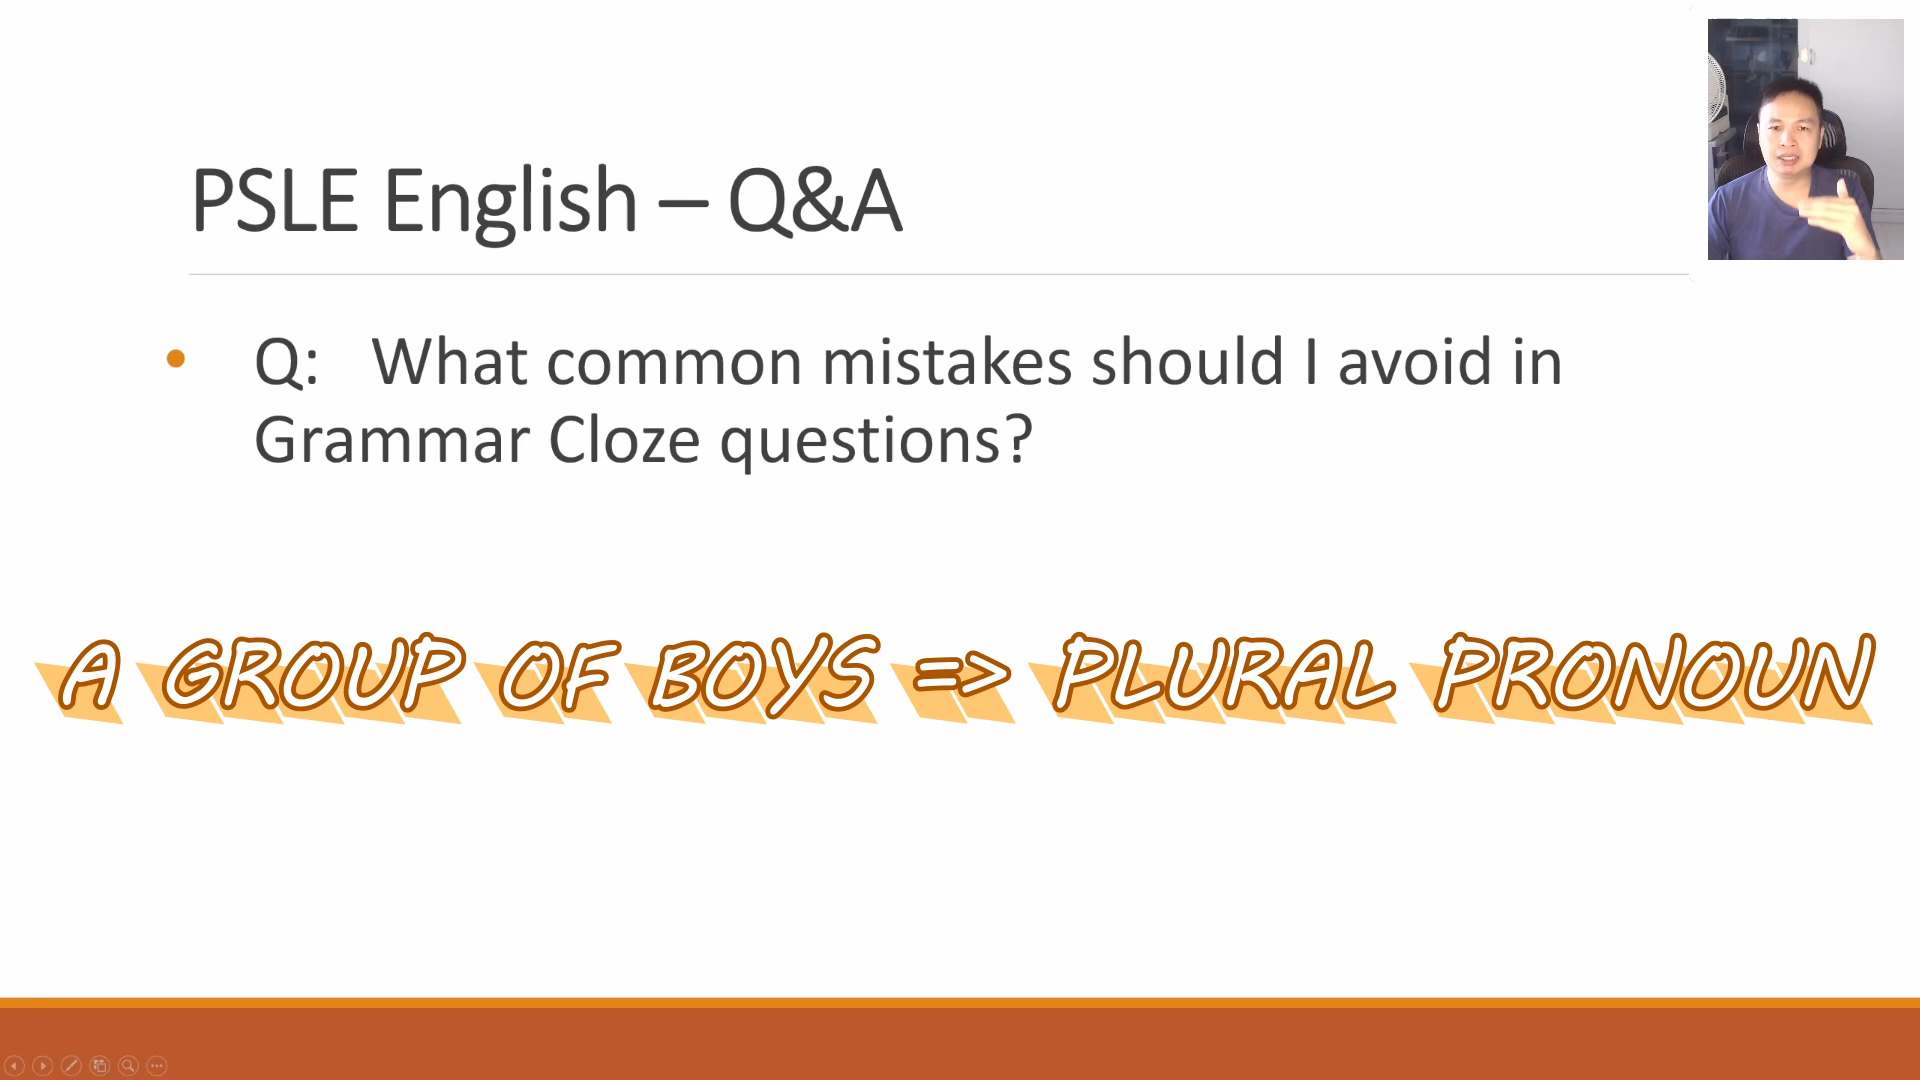 PSLE English – Q&A
• Q: What common mistakes should I avoid in
Grammar Cloze questions?
A GROUP OF BOYS => PLURAL PRONOUN